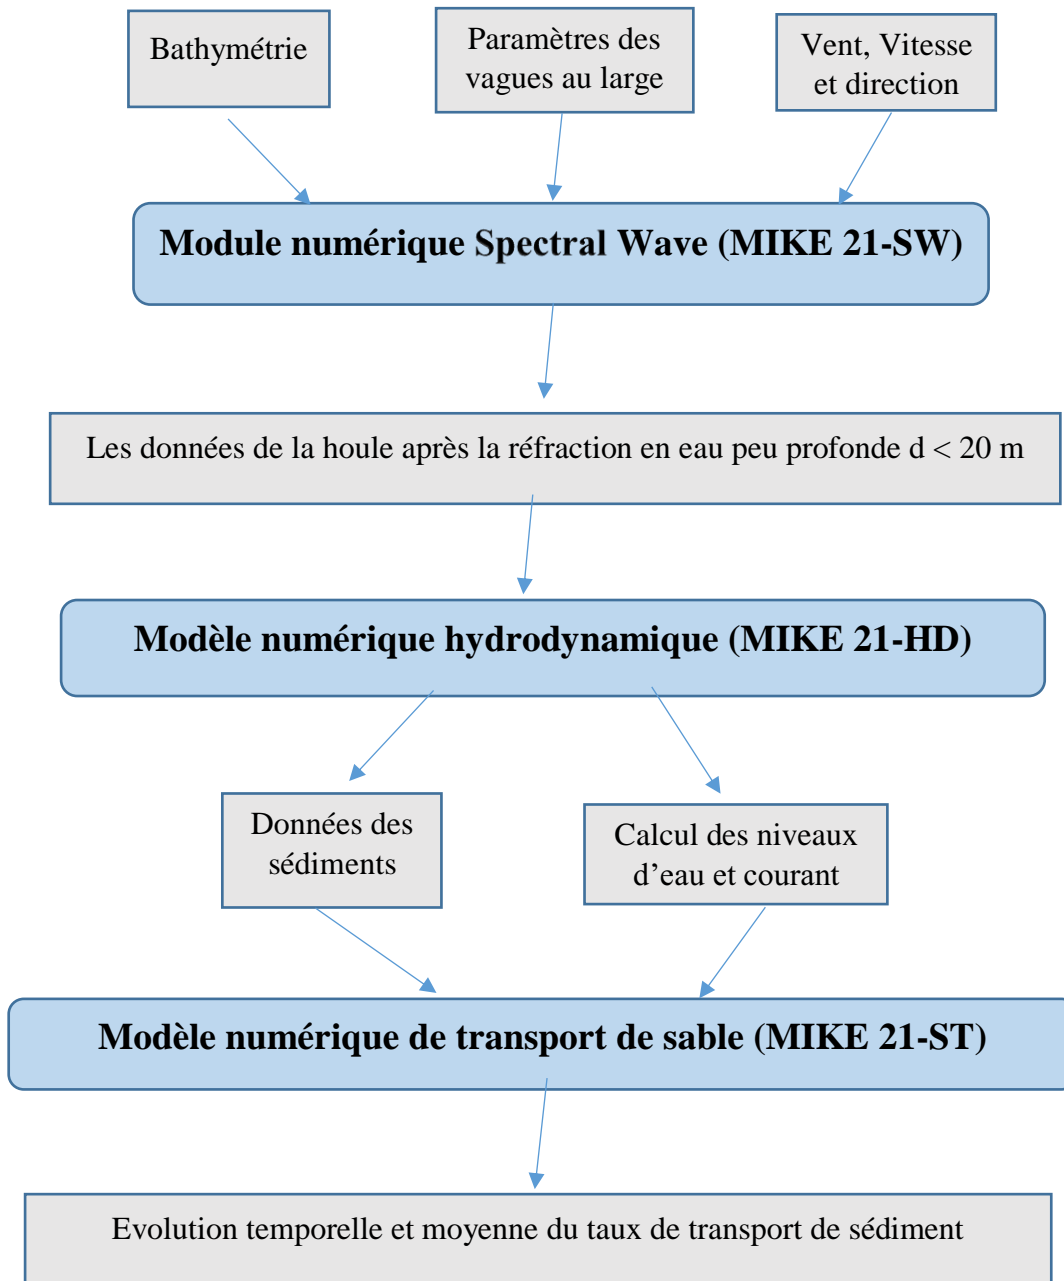 Bathymétrie
Paramètres des
vagues au large
Vent, Vitesse
et direction
Module numérique Spectral Wave (MIKE 21-SW)
Les données de la houle après la réfraction en eau peu profonde d < 20 m
Modèle numérique hydrodynamique (MIKE 21-HD)
Données des
sédiments
Calcul des niveaux
d’eau et courant
Modèle numérique de transport de sable (MIKE 21-ST)
Evolution temporelle et moyenne du taux de transport de sédiment